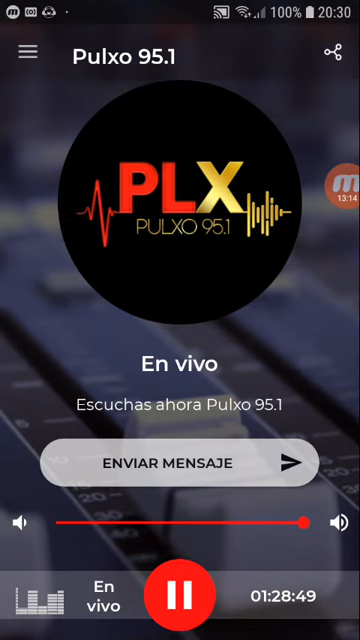 100% 20:30
Pulxo 95.1
PLX
PULXO 95.1
13:14
En vivo
Escuchas ahora Pulxo 95.1
ENVIAR MENSAJE
En
vivo
01:28:49